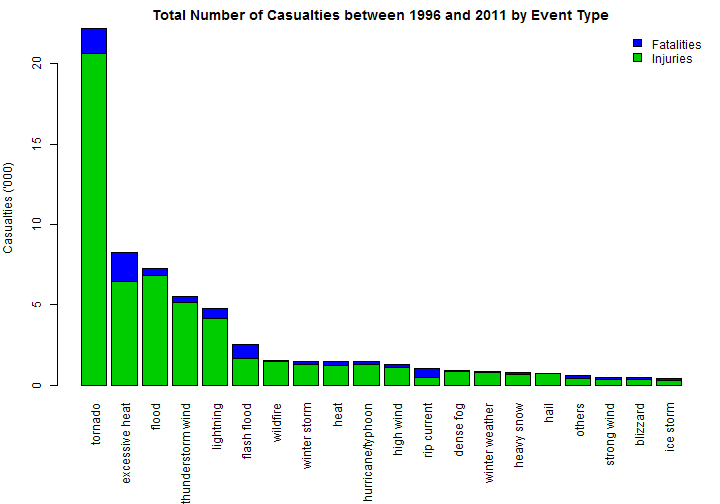 Total Number of Casualties between 1996 and 2011 by Event Type
Fatalities
Injuries
Casualties ('000)
20
15
10
5
0
tornado
excessive heat
flood
thunderstorm wind
lightning
flash flood
wildfire
winter storm
heat
hurricane/typhoon
high wind
rip current
dense fog
winter weather
heavy snow
hail
others
strong wind
blizzard
ice storm